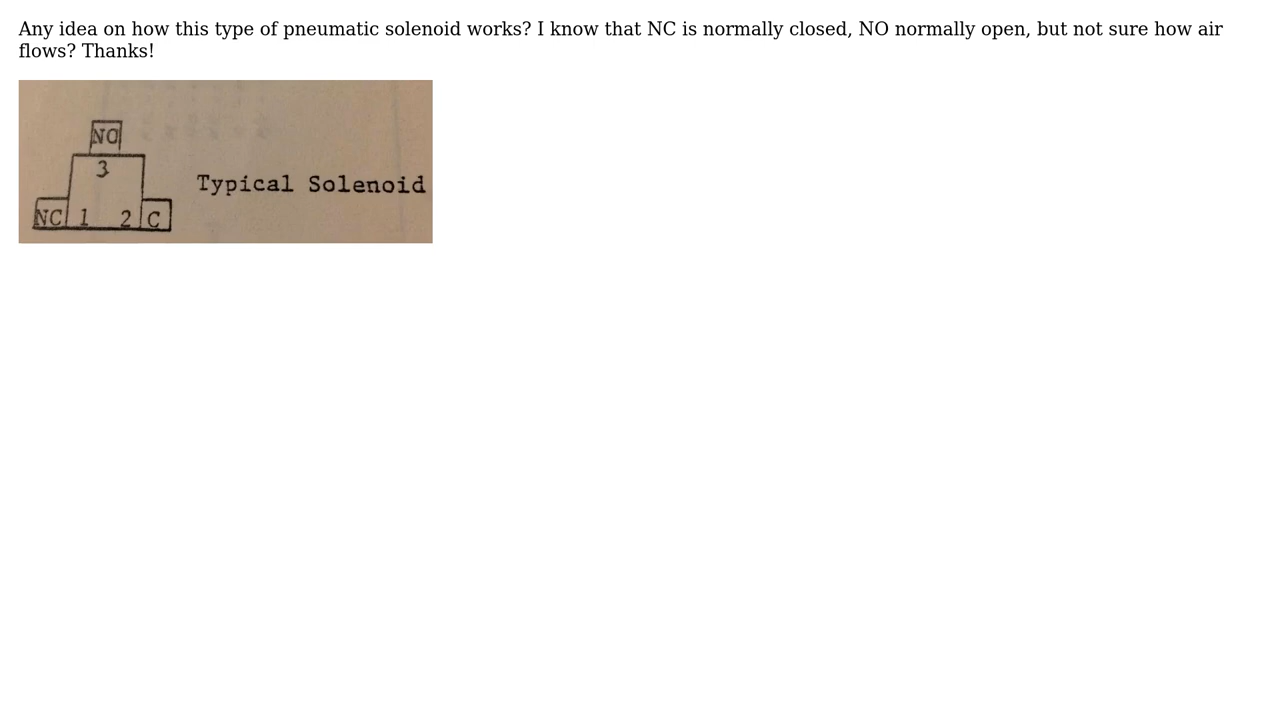 Any idea on how this type of pneumatic solenoid works? I know that NC is normally closed, NO normally open, but not sure how air
flows? Thanks!
NO
3
Typical Solenoid
NC 1 2 C